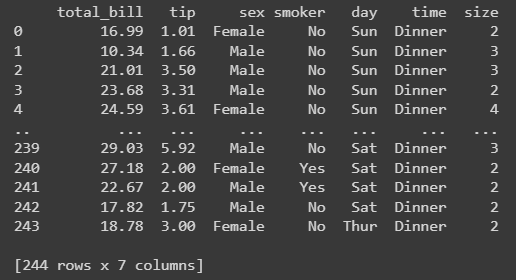 total_bill tip sex smoker day time size
0 16.99 1.01 Female No Sun Dinner 2
1 10.34 1.66 Male No Sun Dinner 3
2 21.01 3.50 Male No Sun Dinner 3
3 23.68 3.31 Male No Sun Dinner 2
4 24.59 3.61 Female No Sun Dinner 4
.. ... ... ... ... ... ... ...
239 29.03 5.92 Male No Sat Dinner 3
240 27.18 2.00 Female Yes Sat Dinner 2
241 22.67 2.00 Male Yes Sat Dinner 2
242 17.82 1.75 Male No Sat Dinner 2
243 18.78 3.00 Female No Thur Dinner 2
[244 rows x 7 columns]